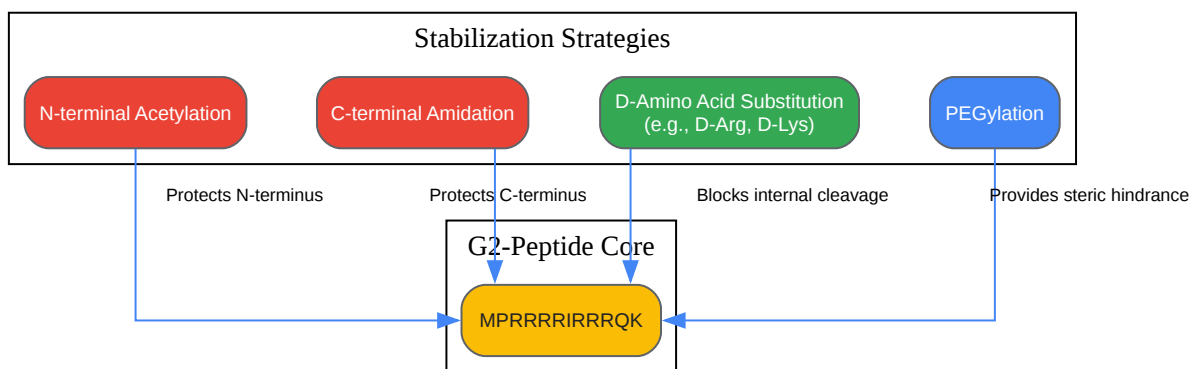 Stabilization Strategies
N-terminal Acetylation
C-terminal Amidation
D-Amino Acid Substitution
(e.g., D-Arg, D-Lys)
PEGylation
Protects N-terminus
Protects C-terminus
Blocks internal cleavage
Provides steric hindrance
G2-Peptide Core
MPRRRRIRRRQK